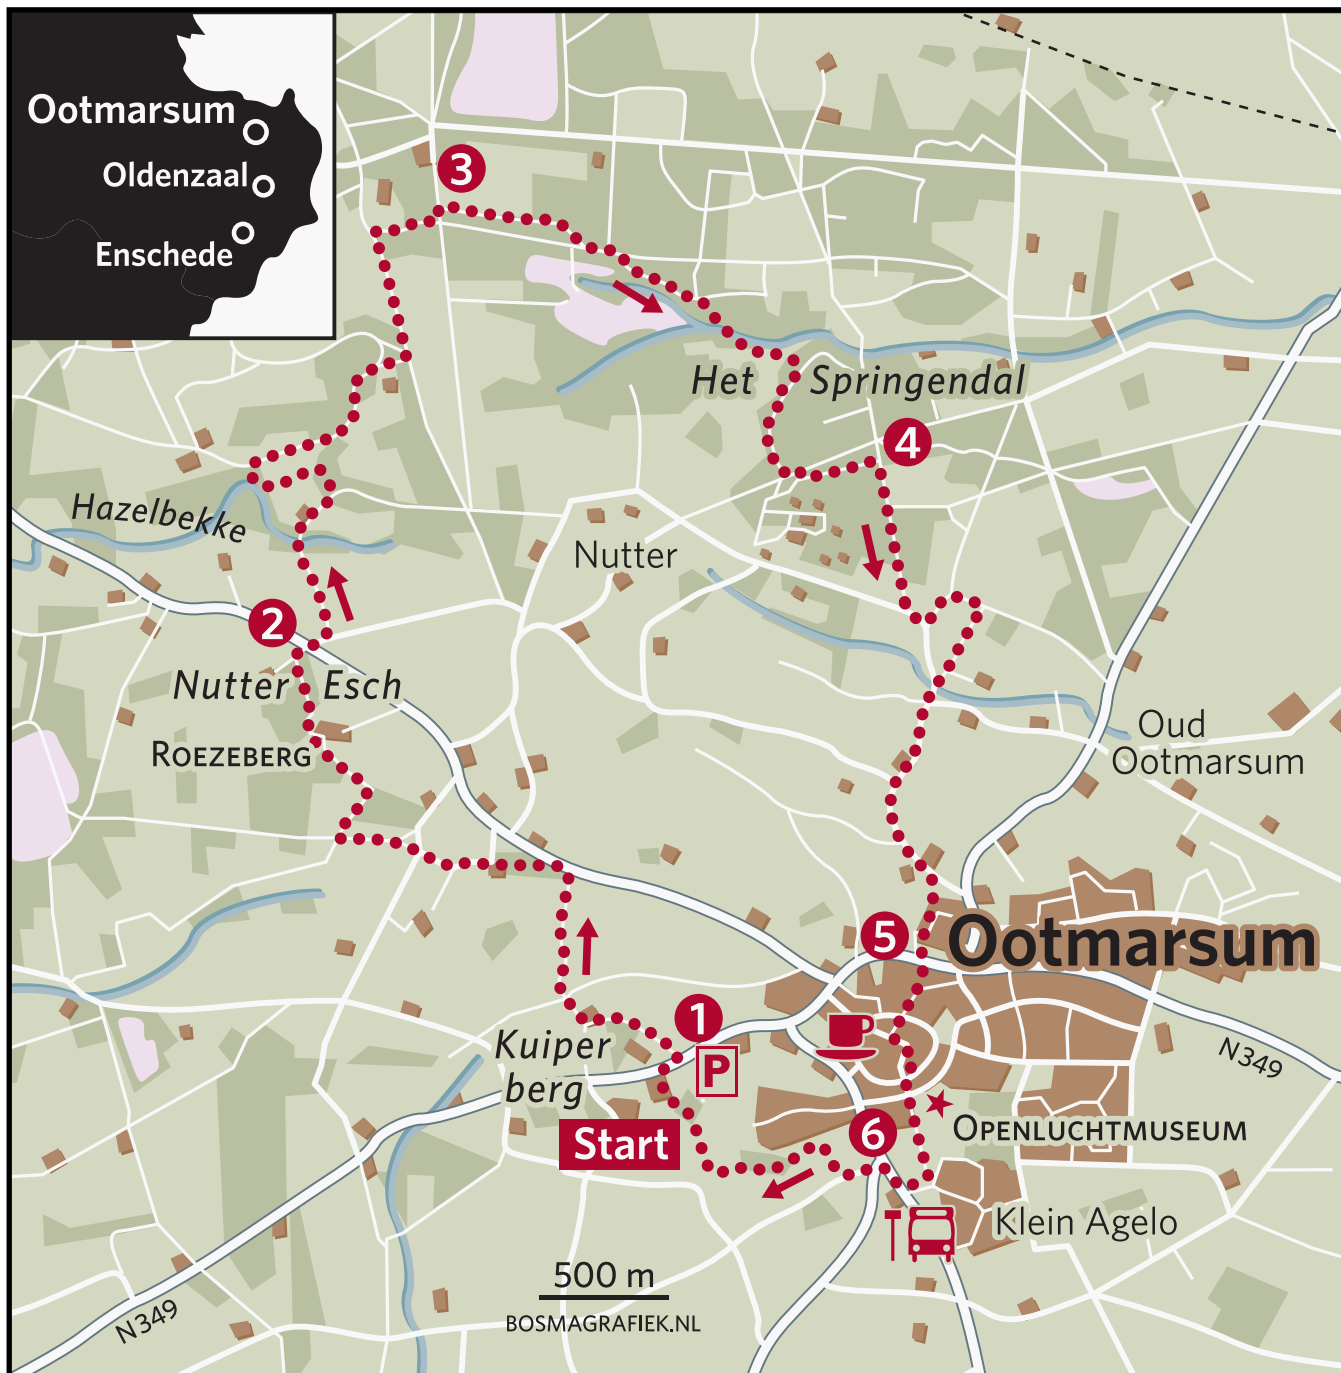 Ootmarsum
Oldenzaal
Enschede
3
Het Springendal
4
Hazelbekke
Nutter
2
Nutter Esch
Roezeberg
Oud
Ootmarsum
5
Ootmarsum
1
P
Kuiper
berg
N349
Start
6
Openluchtmuseum
Klein Agelo
500 m
N349
BOSMAGRAFIEK.NL